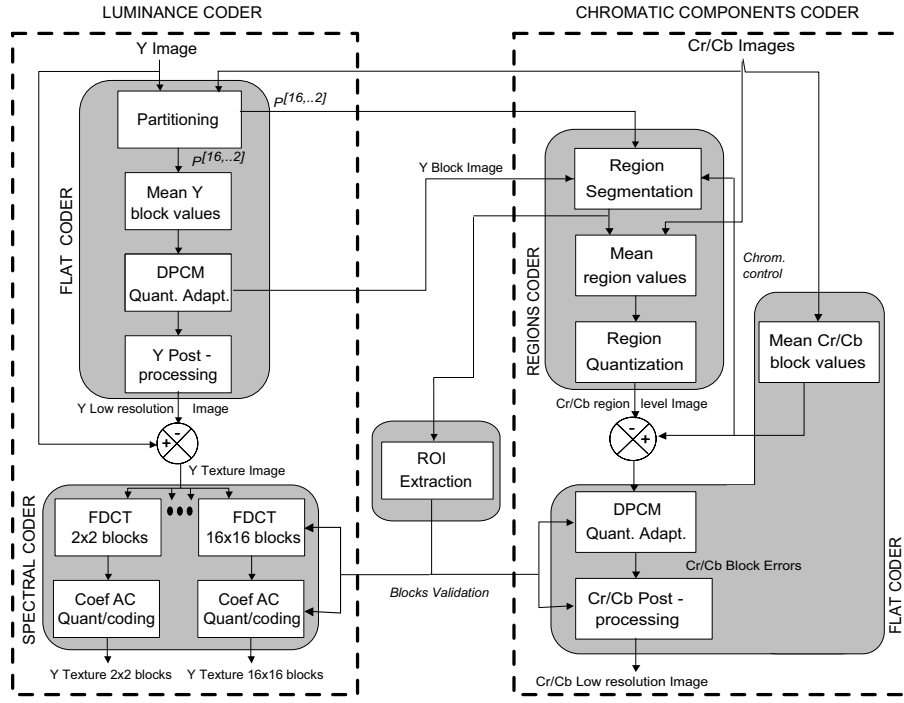 LUMINANCE CODER
CHROMATIC COMPONENTS CODER
Y Image
Cr/Cb Images
FLAT CODER
Partitioning
P[16,..2]
P[16,..2]
Mean Y
block values
DPCM
Quant. Adapt.
Y Post -
processing
Y Low resolution Image
- +
Y Texture Image
SPECTRAL CODER
FDCT
2x2 blocks
FDCT
16x16 blocks
Coef AC
Quant/coding
Coef AC
Quant/coding
Y Texture 2x2 blocks
Y Texture 16x16 blocks
Y Block Image
ROI
Extraction
Blocks Validation
REGIONS CODER
Region
Segmentation
Mean
region values
Region
Quantization
Chrom.
control
Mean Cr/Cb
block values
Cr/Cb region level Image
- +
DPCM
Quant. Adapt.
Cr/Cb Block Errors
Cr/Cb Post -
processing
FLAT CODER
Cr/Cb Low resolution Image